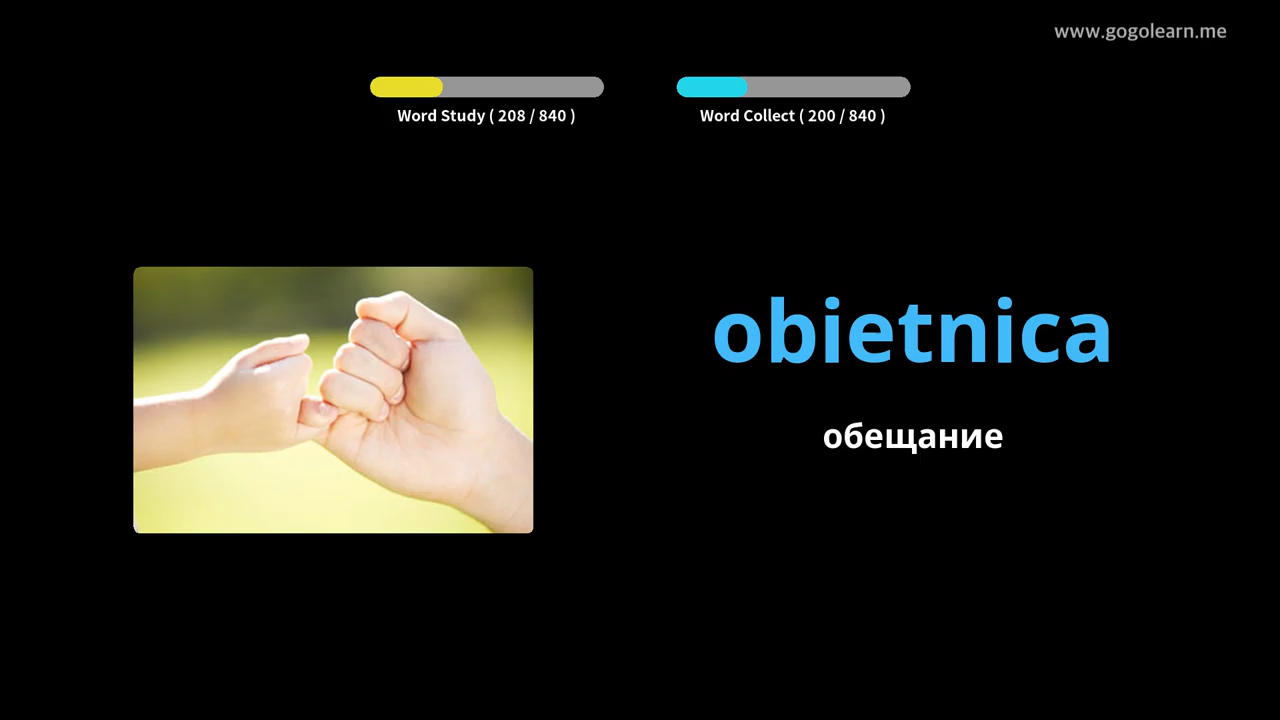 www.gogolearn.me
Word Study ( 208 / 840 )
Word Collect ( 200 / 840 )
obietnica
обещание